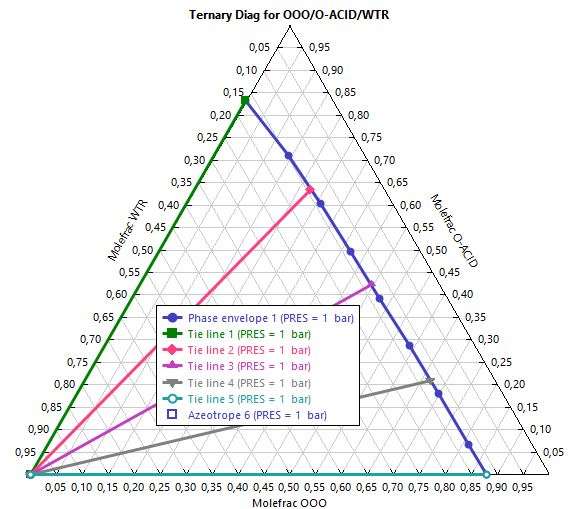 Ternary Diag for OOO/O-ACID/WTR
0,05 0,95
0,10 0,90
0,15 0,85
0,20 0,80
0,25 0,75
0,30 0,70
0,35 0,65
0,40 0,60
0,45 0,55
0,50 0,50
0,55 0,45
0,60 0,40
0,65 0,35
0,30
0,75 0,25
0,80 0,20
0,85 0,15
0,90 0,10
0,95 0,05
Molefrac WTR
Molefrac O-ACID
Phase envelope 1 (PRES = 1 bar)
Tie line 1 (PRES = 1 bar)
Tie line 2 (PRES = 1 bar)
Tie line 3 (PRES = 1 bar)
Tie line 4 (PRES = 1 bar)
Tie line 5 (PRES = 1 bar)
Azeotrope 6 (PRES = 1 bar)
0,05 0,10 0,15 0,20 0,25 0,30 0,35 0,40 0,45 0,50 0,55 0,60 0,65 0,70 0,75 0,80 0,85 0,90 0,95
Molefrac OOO